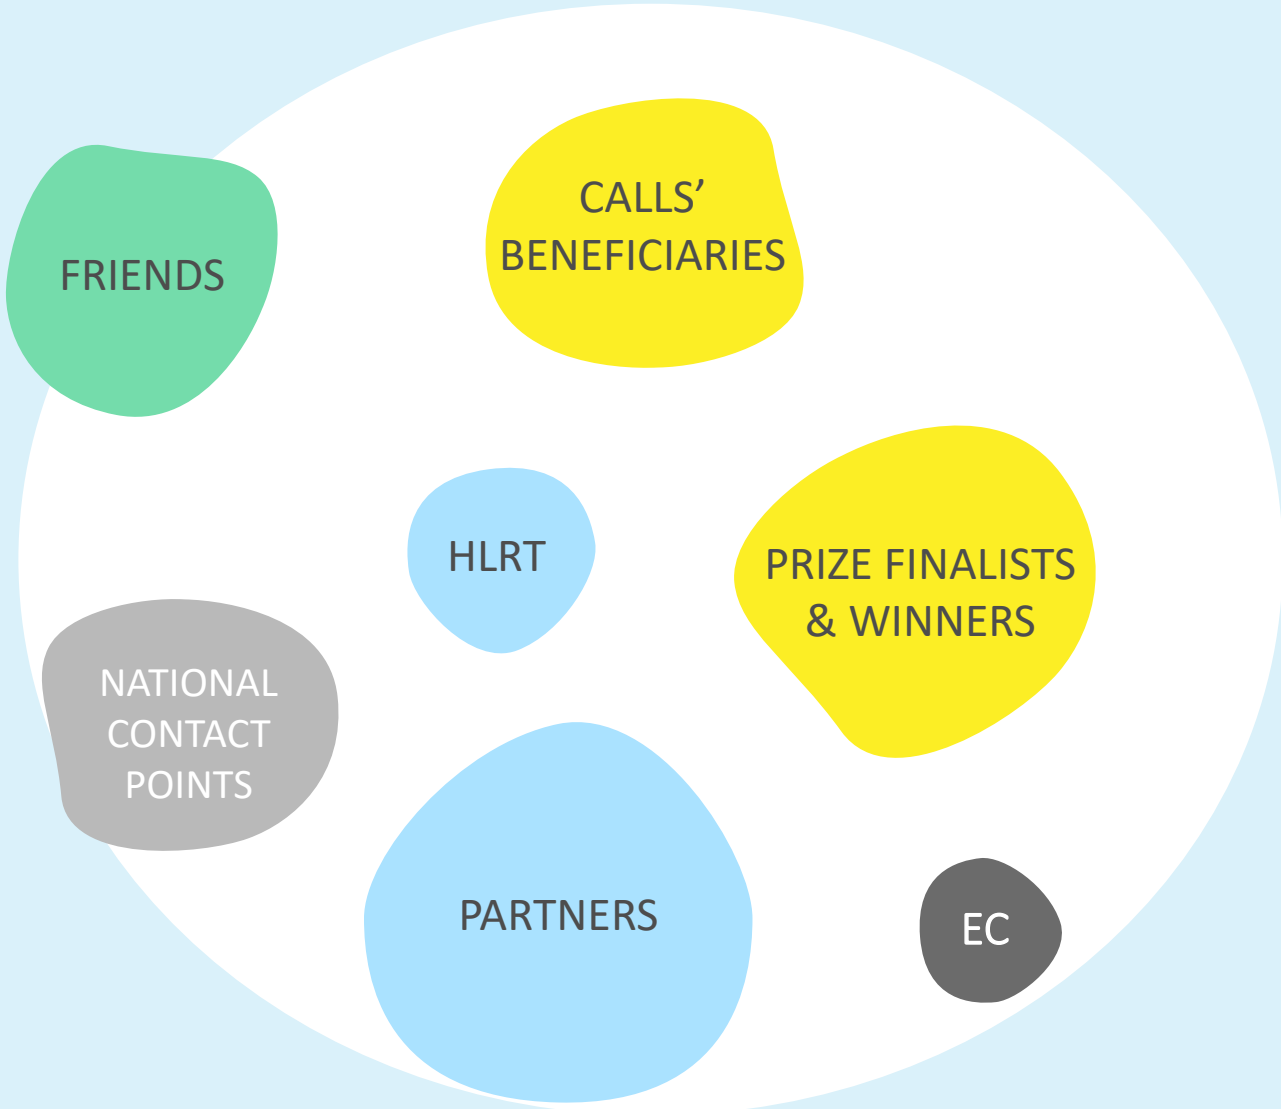 CALLS’
BENEFICIARIES
FRIENDS
HLRT
PRIZE FINALISTS
& WINNERS
NATIONAL
CONTACT
POINTS
PARTNERS
EC